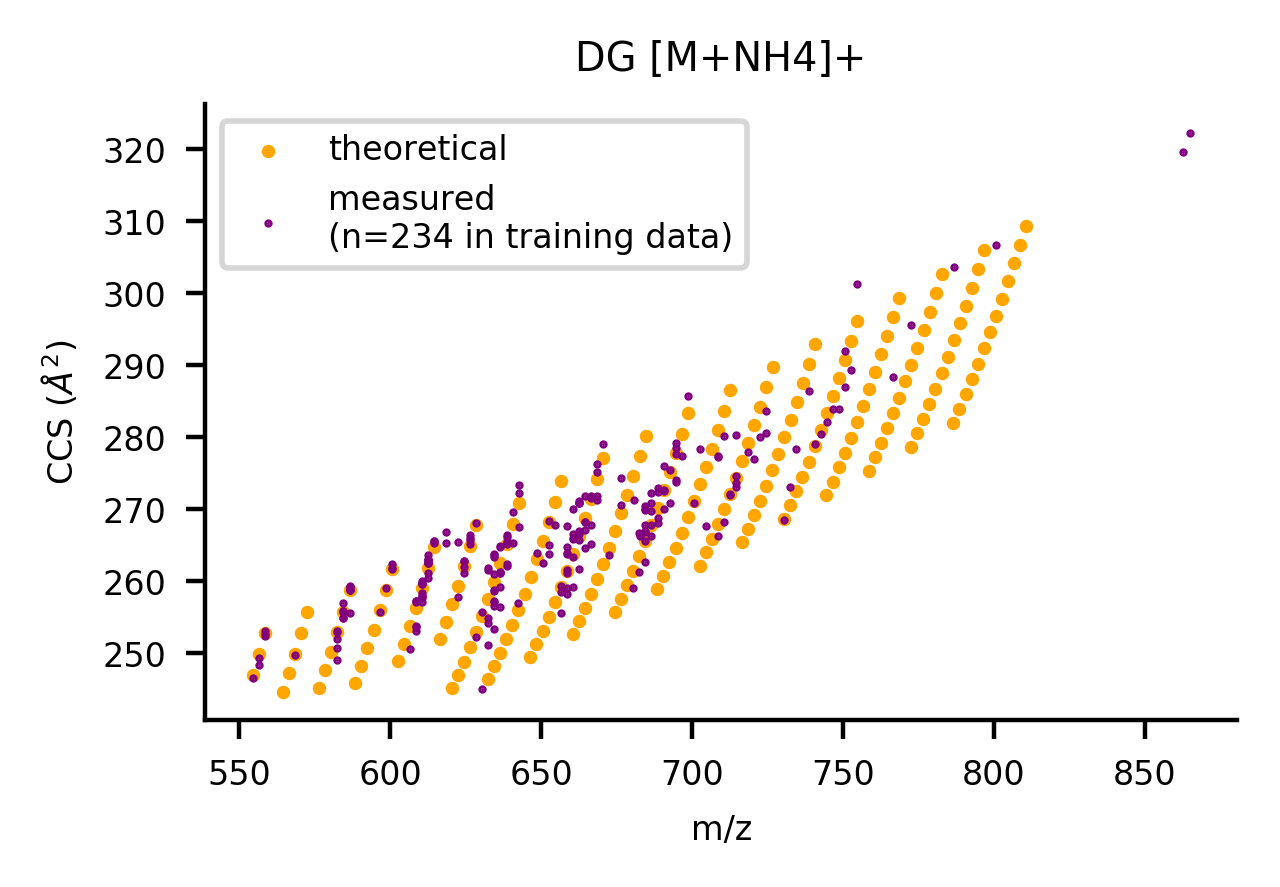 DG [M+NH4]+
theoretical
measured
(n=234 in training data)
CCS (Å²)
320
310
300
290
280
270
260
250
550
600
650
700
750
800
850
m/z